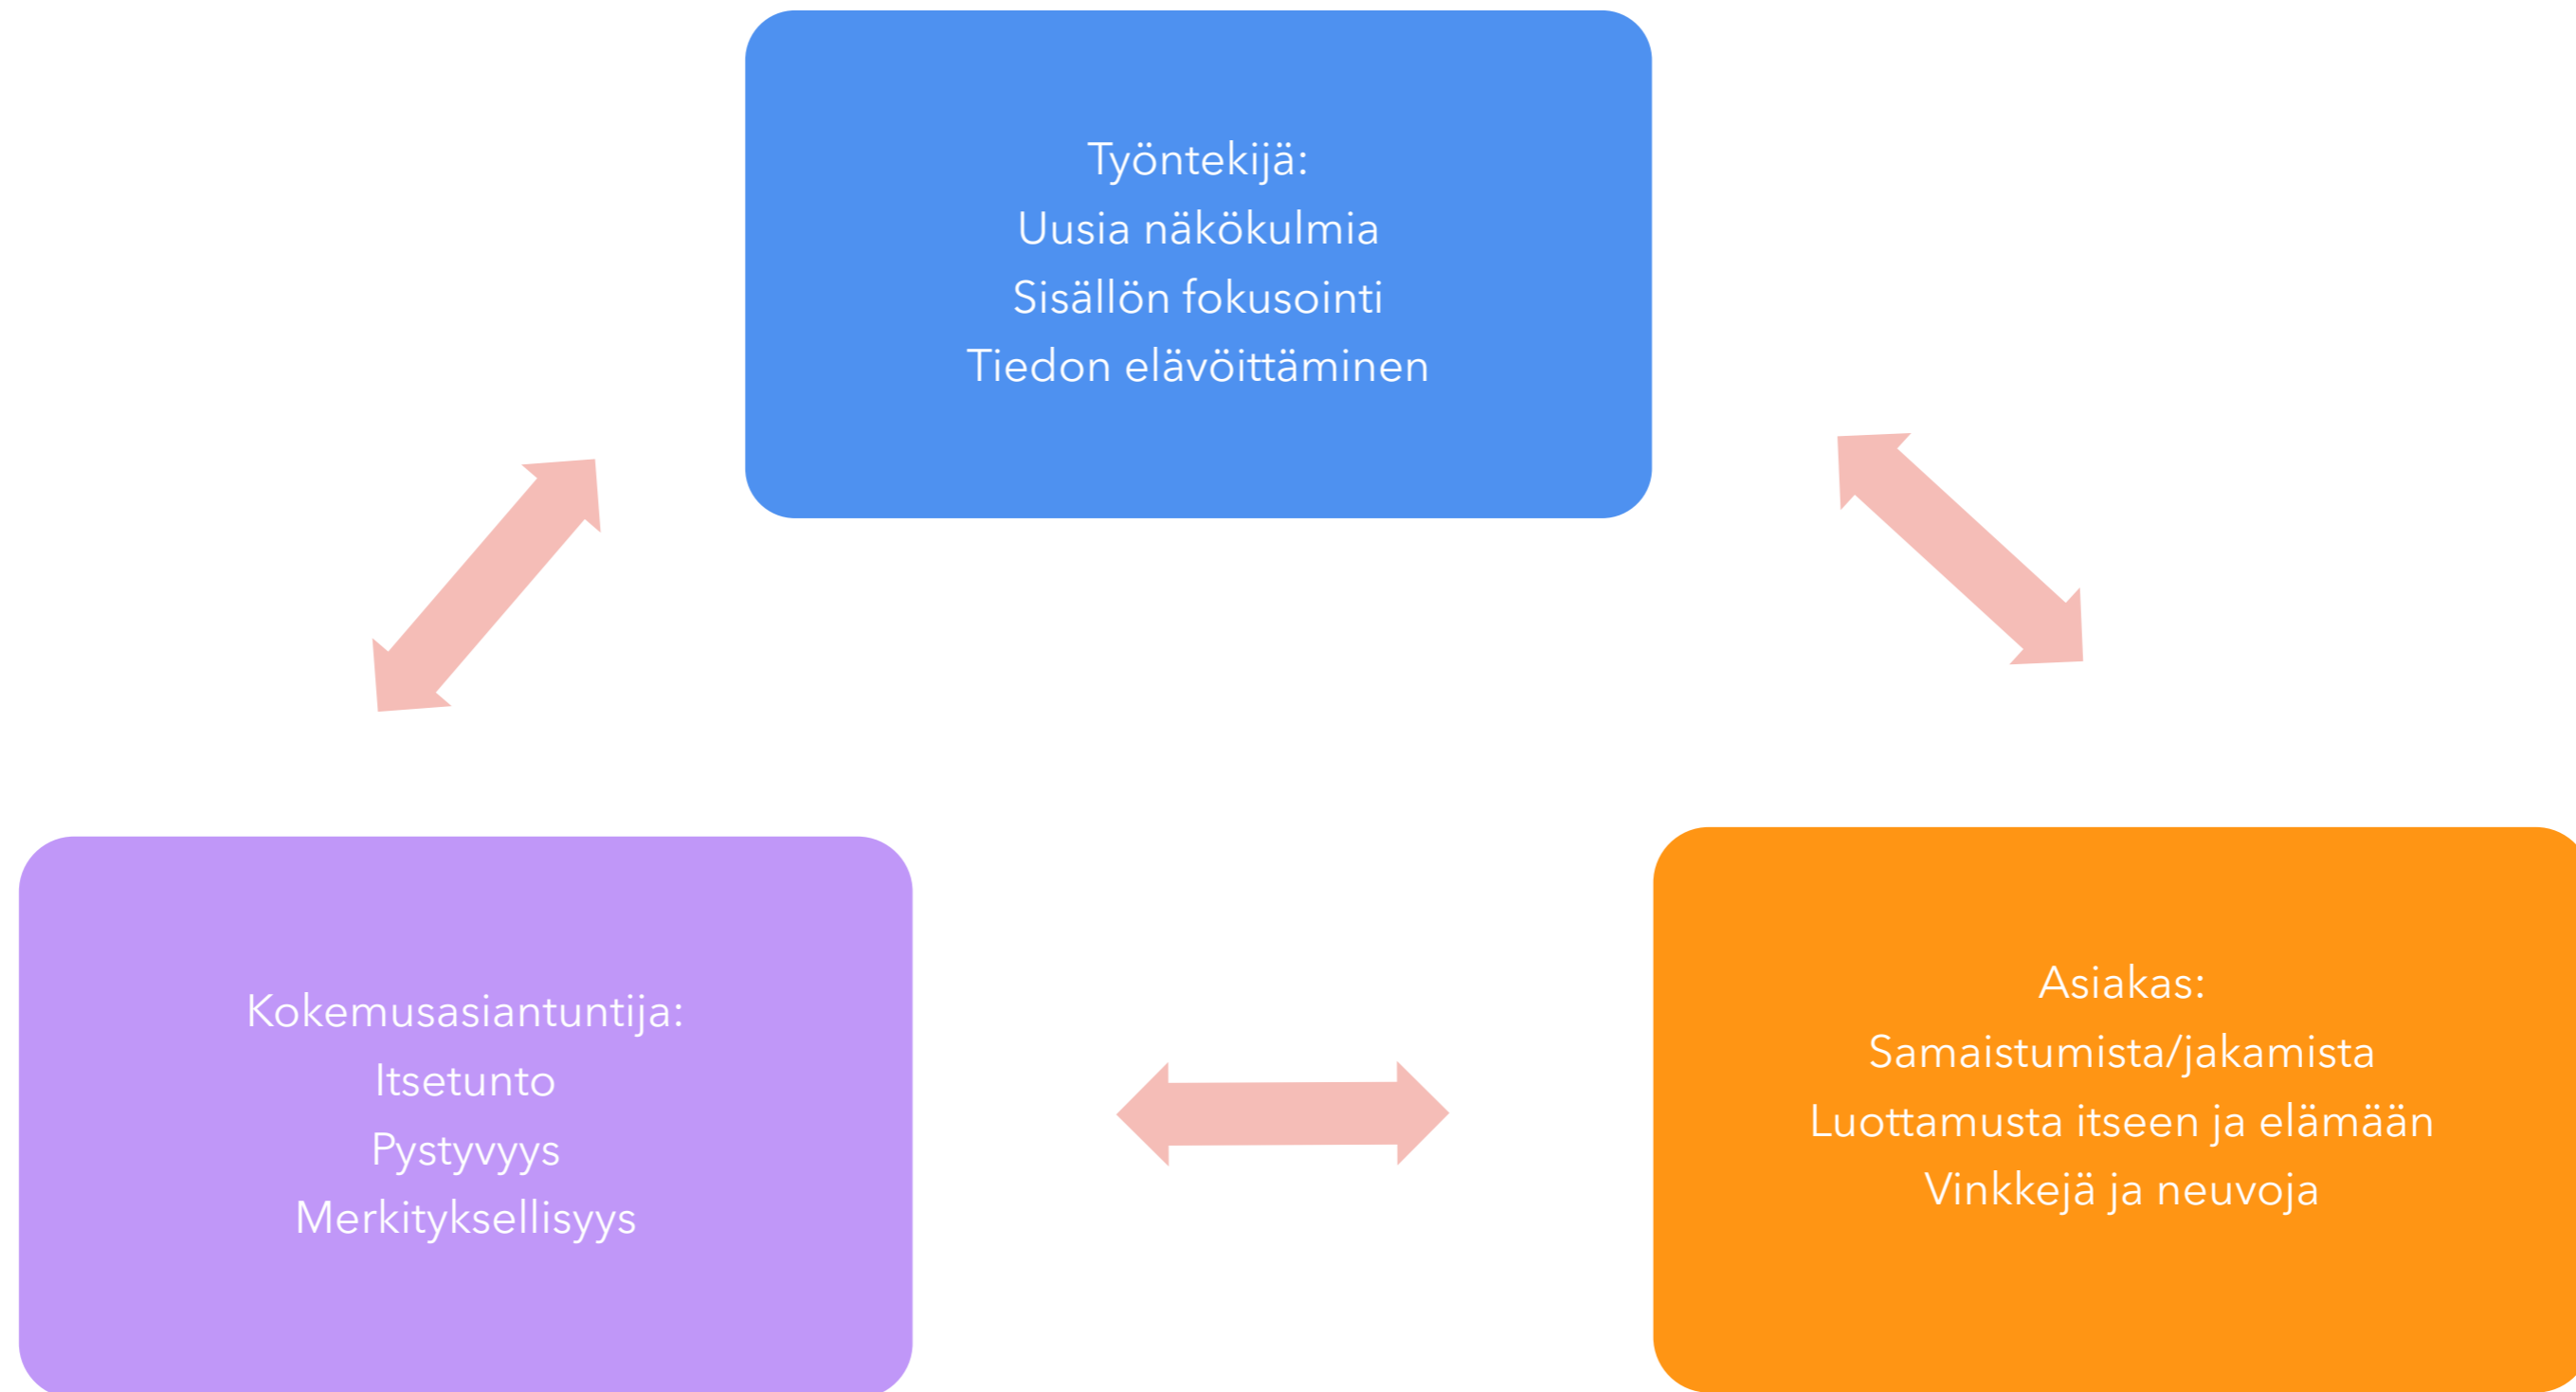 Työntekijä:
Uusia näkökulmia
Sisällön fokusointi
Tiedon elävöittäminen
Kokemusasiantuntija:
Itsetunto
Pystyvyys
Merkityksellisyys
Asiakas:
Samaistumista/jakamista
Luottamusta itseen ja elämään
Vinkkejä ja neuvoja